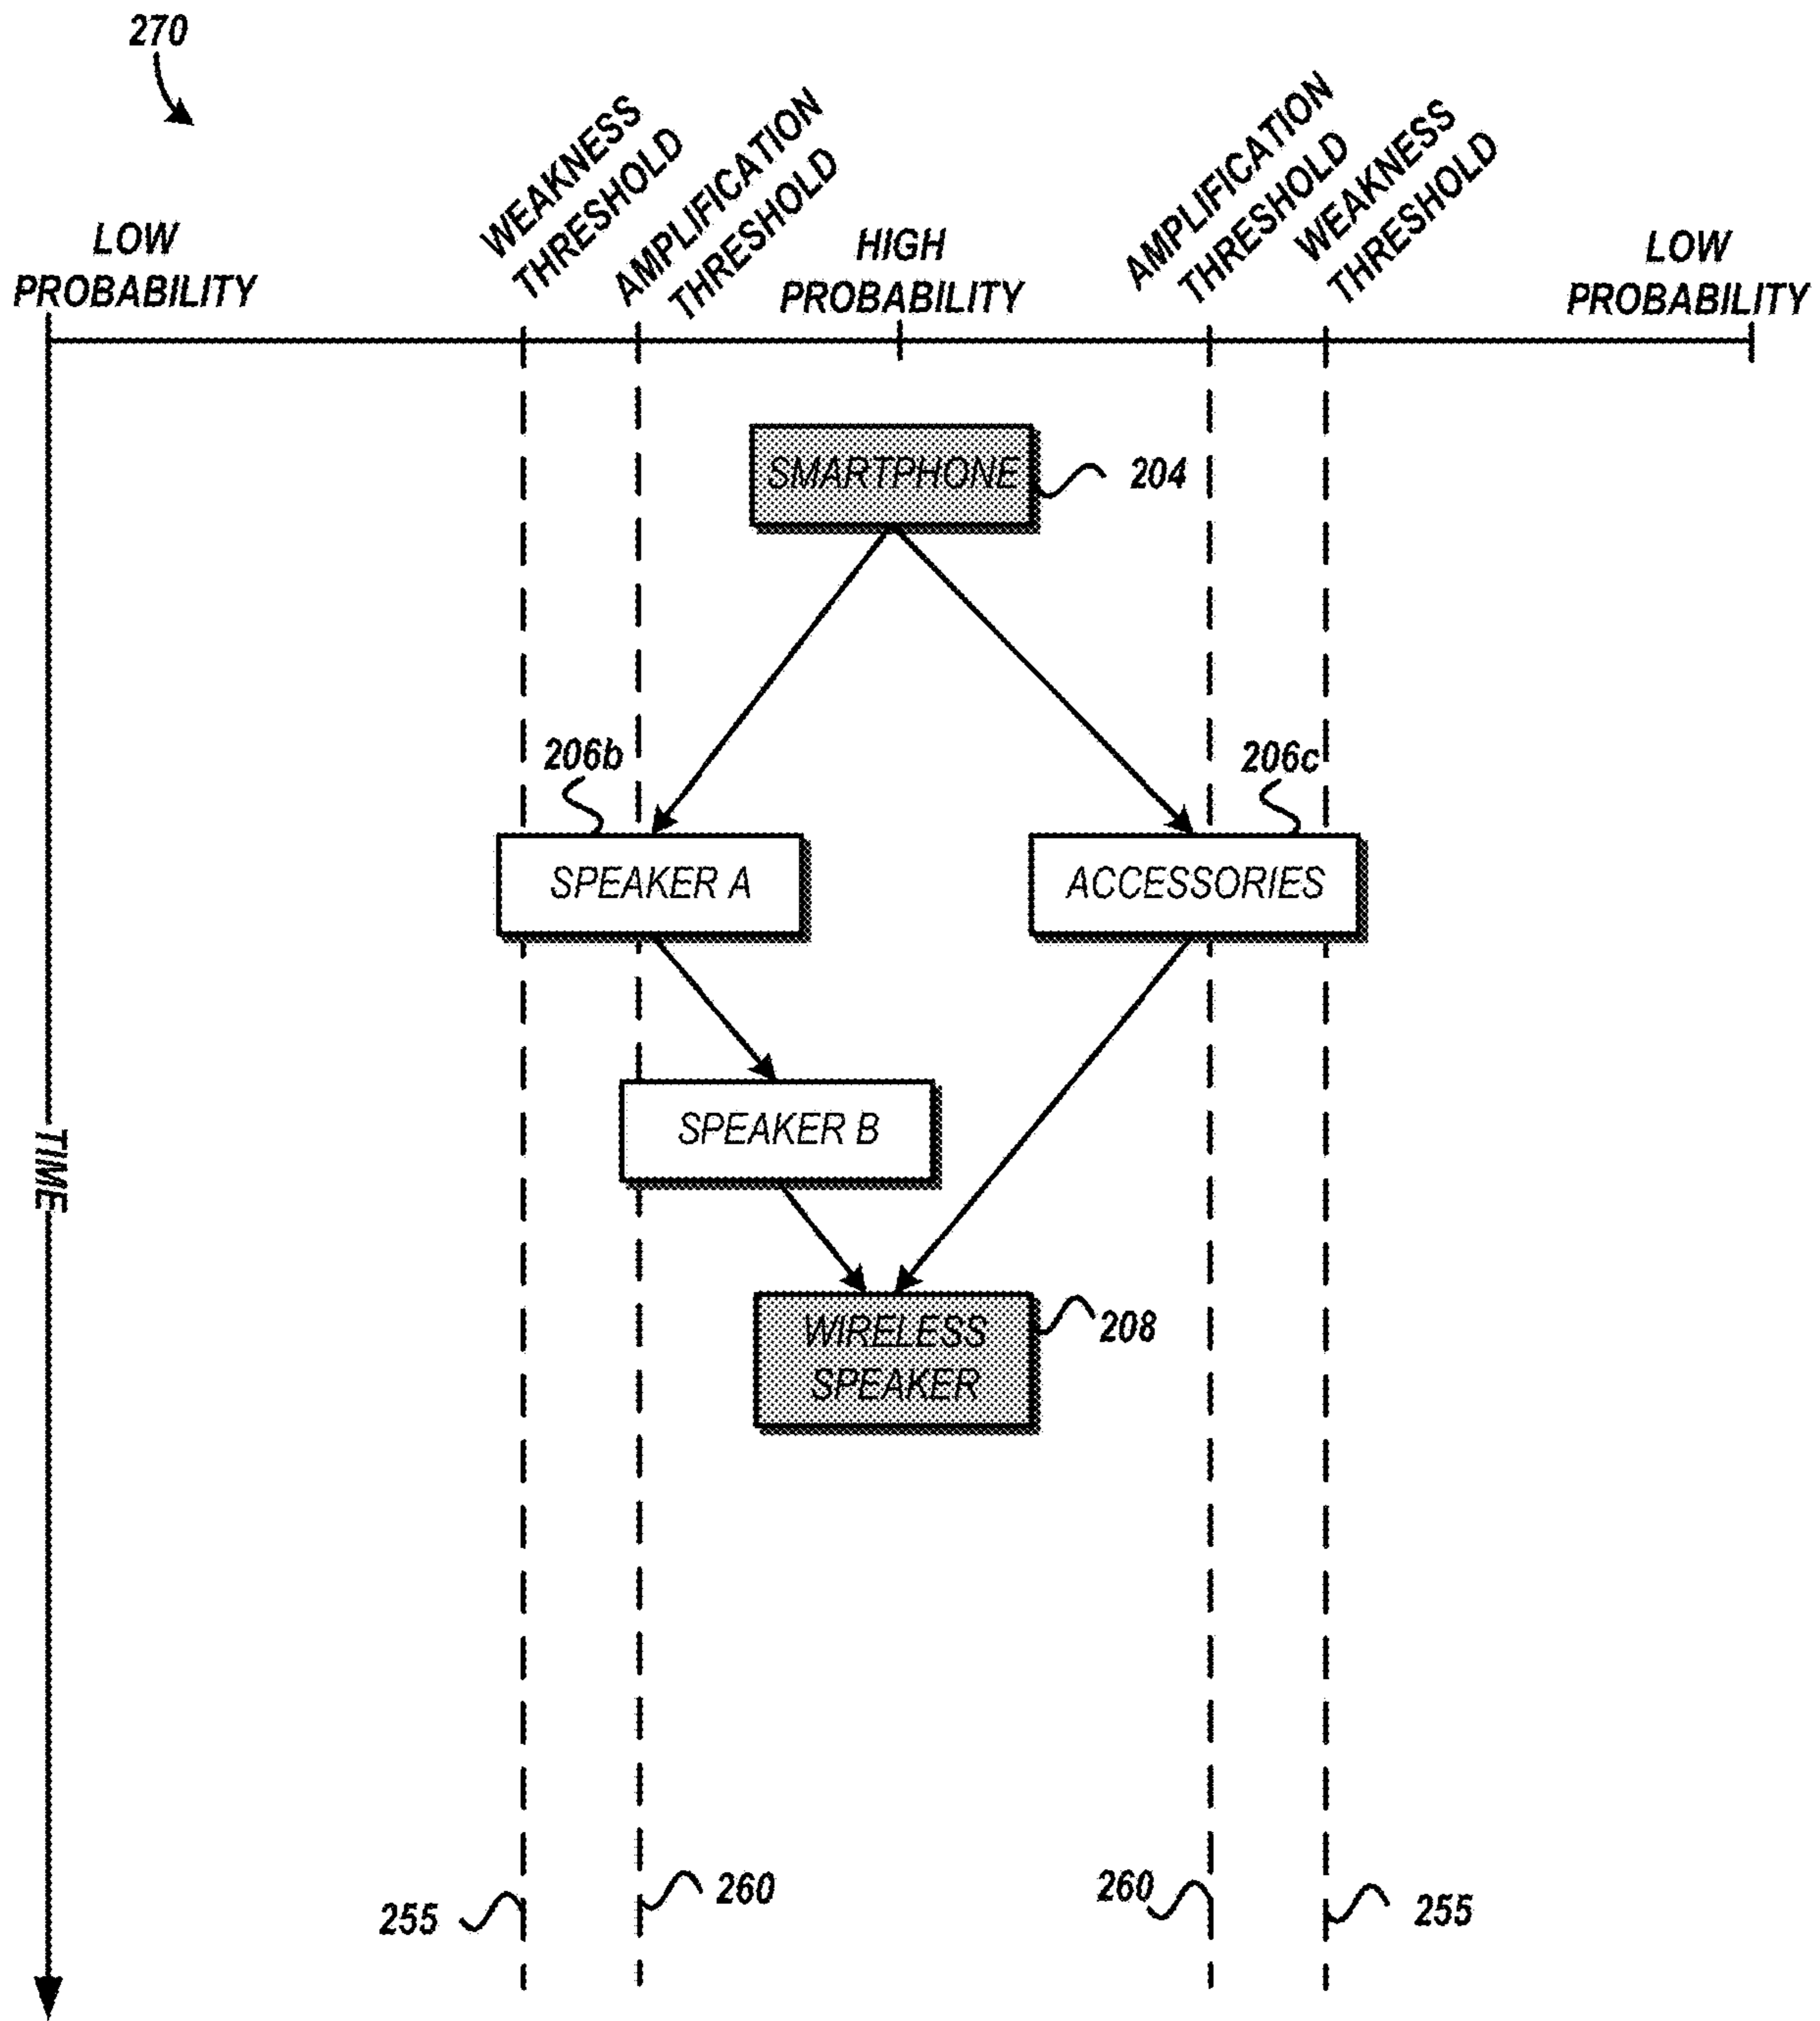 270
WEAKNESS
THRESHOLD
AMPLIFICATION
THRESHOLD
AMPLIFICATION
THRESHOLD
WEAKNESS
THRESHOLD
LOW
PROBABILITY
HIGH
PROBABILITY
LOW
PROBABILITY
SMARTPHONE
204
206b
206c
SPEAKER A
ACCESSORIES
SPEAKER B
TIME
WIRELESS
SPEAKER
208
255
260
260
255